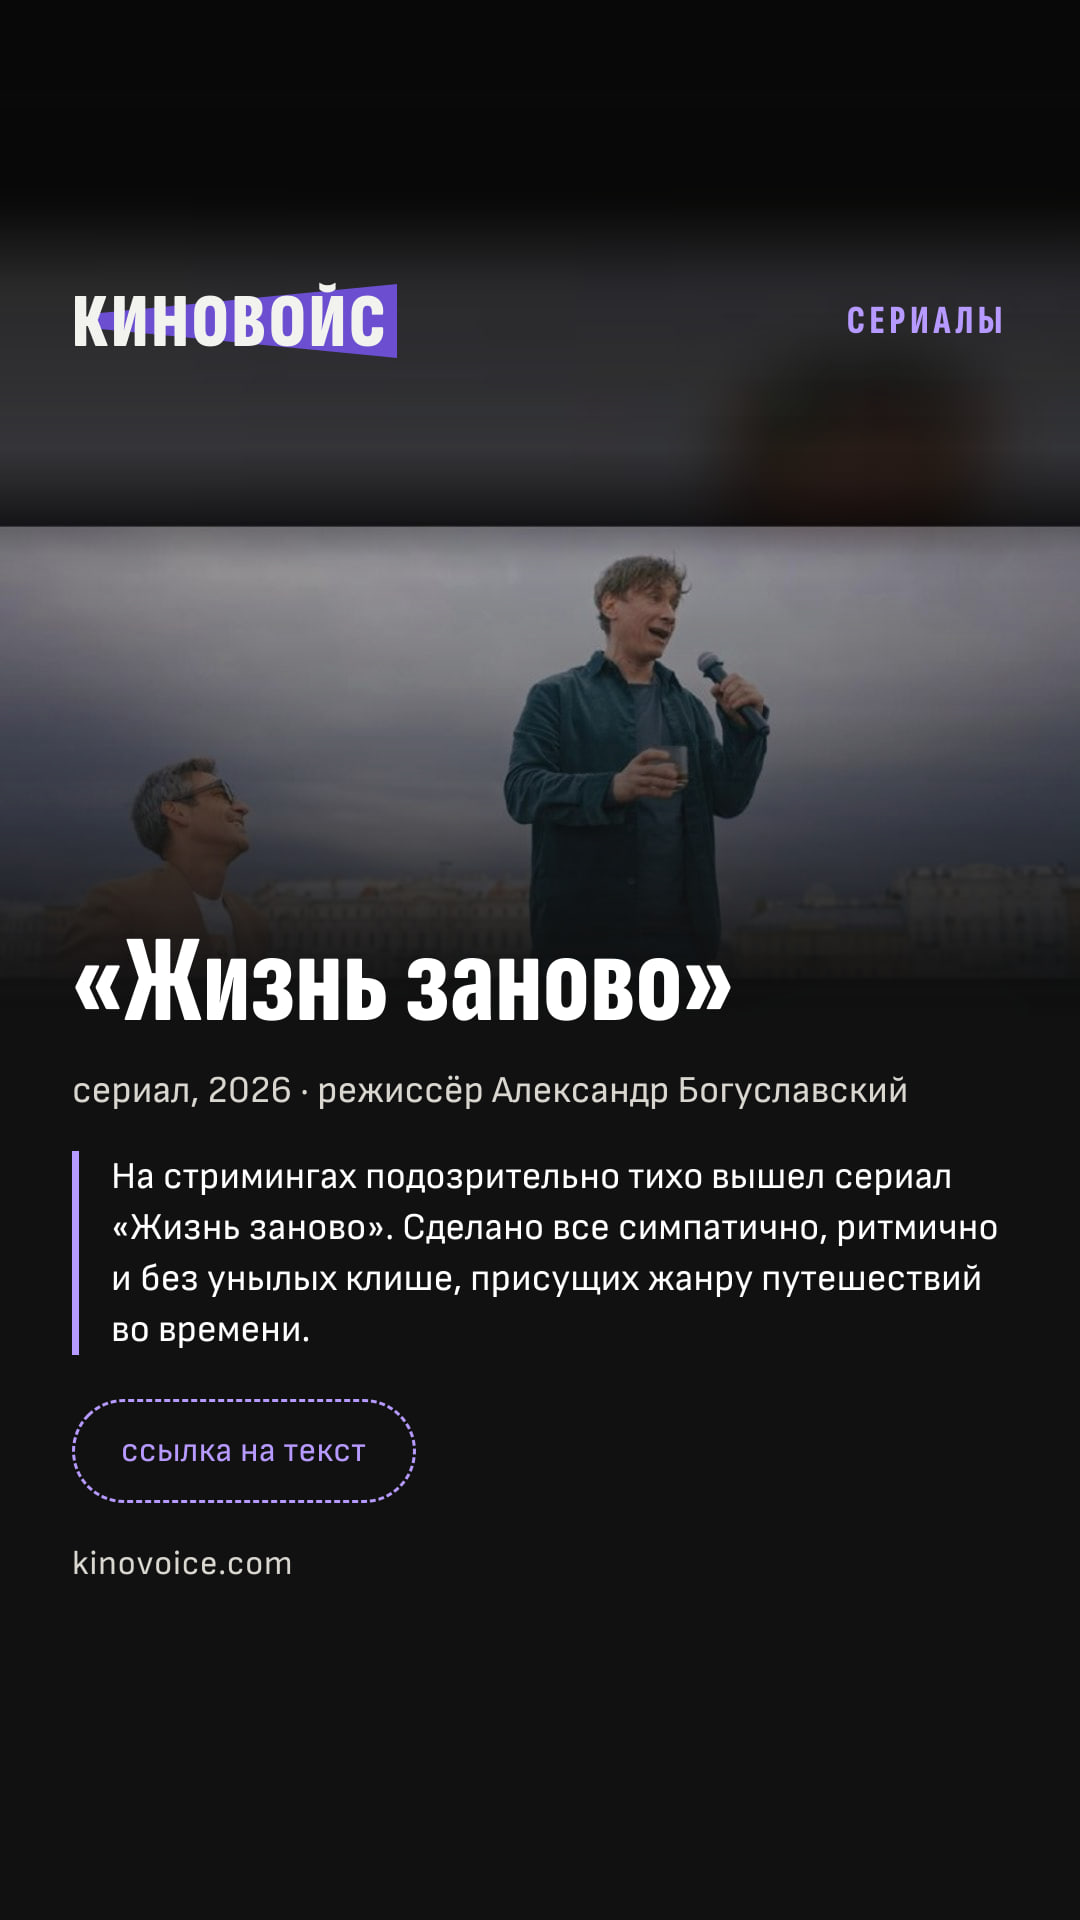 КИНОВОЙС
СЕРИАЛЫ
«Жизнь заново»
сериал, 2026 · режиссёр Александр Богуславский
На стримингах подозрительно тихо вышел сериал
«Жизнь заново». Сделано все симпатично, ритмично
и без унылых клише, присущих жанру путешествий
во времени.
ссылка на текст
kinovoice.com